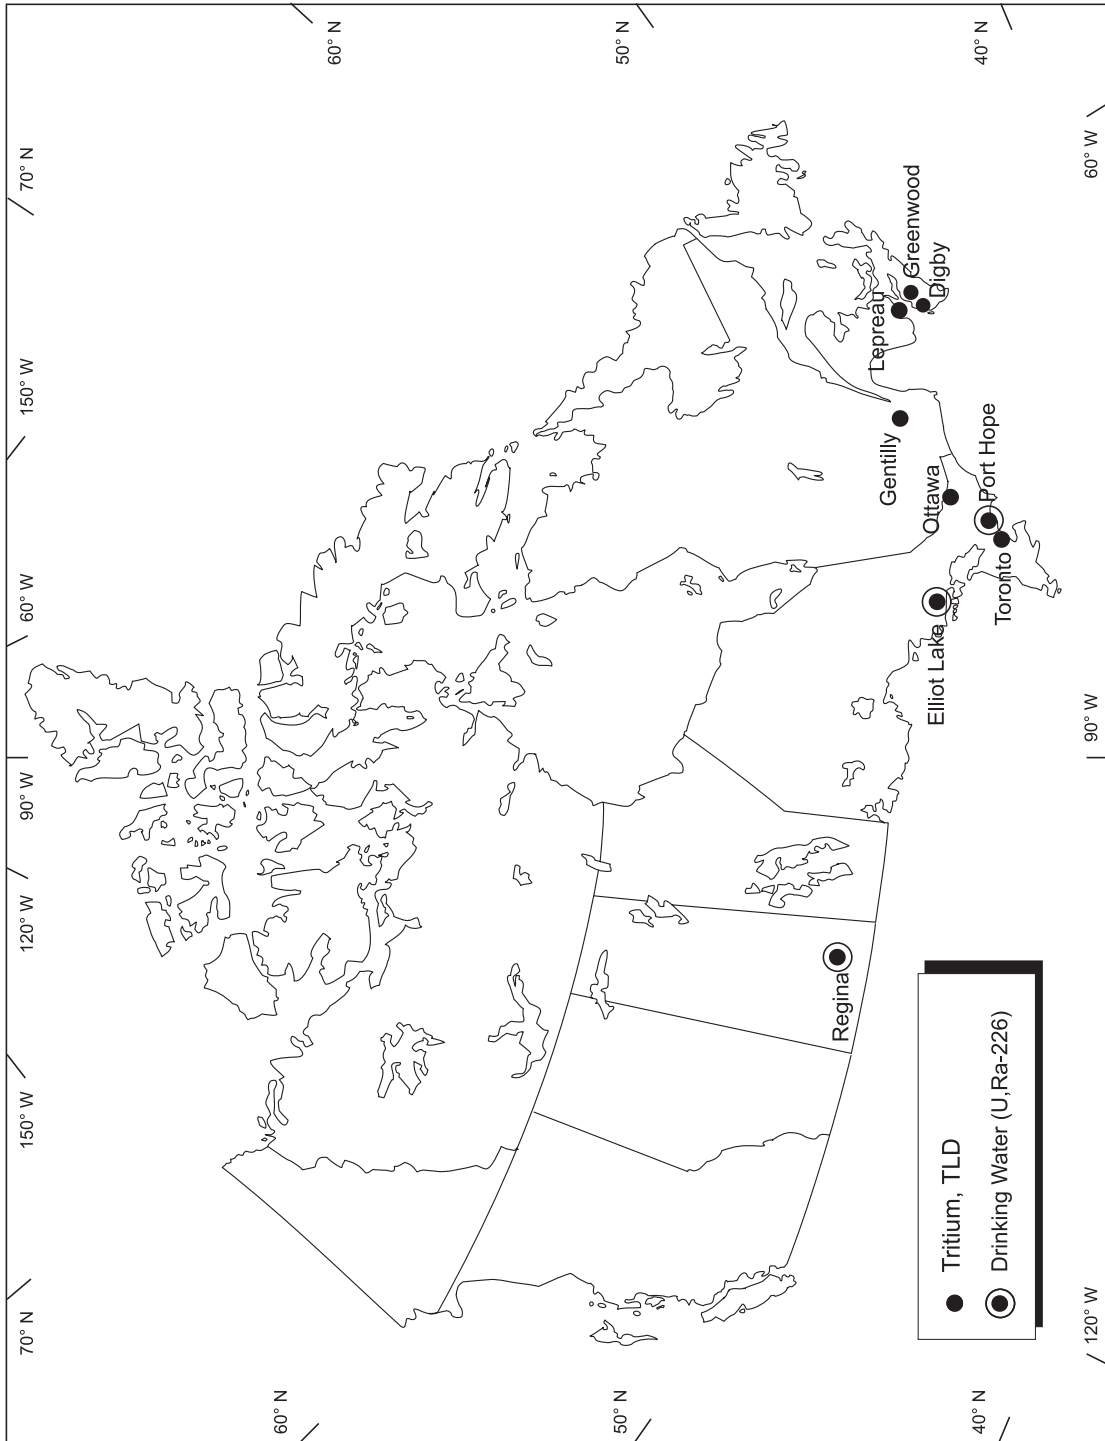 70° N
150° W
120° W
90° W
60° W
150° W
70° N
60° N
60° N
50° N
50° N
40° N
40° N
120° W
90° W
60° W
Regina
Elliot Lake
Toronto
Port Hope
Ottawa
Gentilly
Lepreau
Digby
Greenwood
Tritium, TLD
Drinking Water (U,Ra-226)